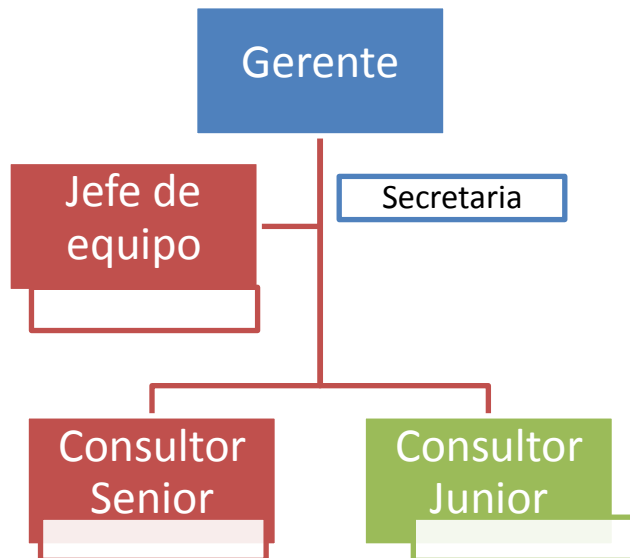 Gerente
Jefe de
equipo
Secretaria
Consultor
Senior
Consultor
Junior